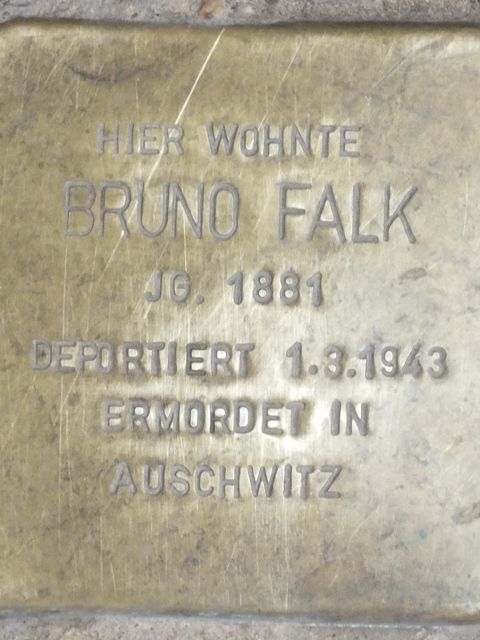 HIER WOHNTE
BRUNO FALK
JG. 1881
DEPORTIERT 1.3.1943
ERMORDET IN
AUSCHWITZ